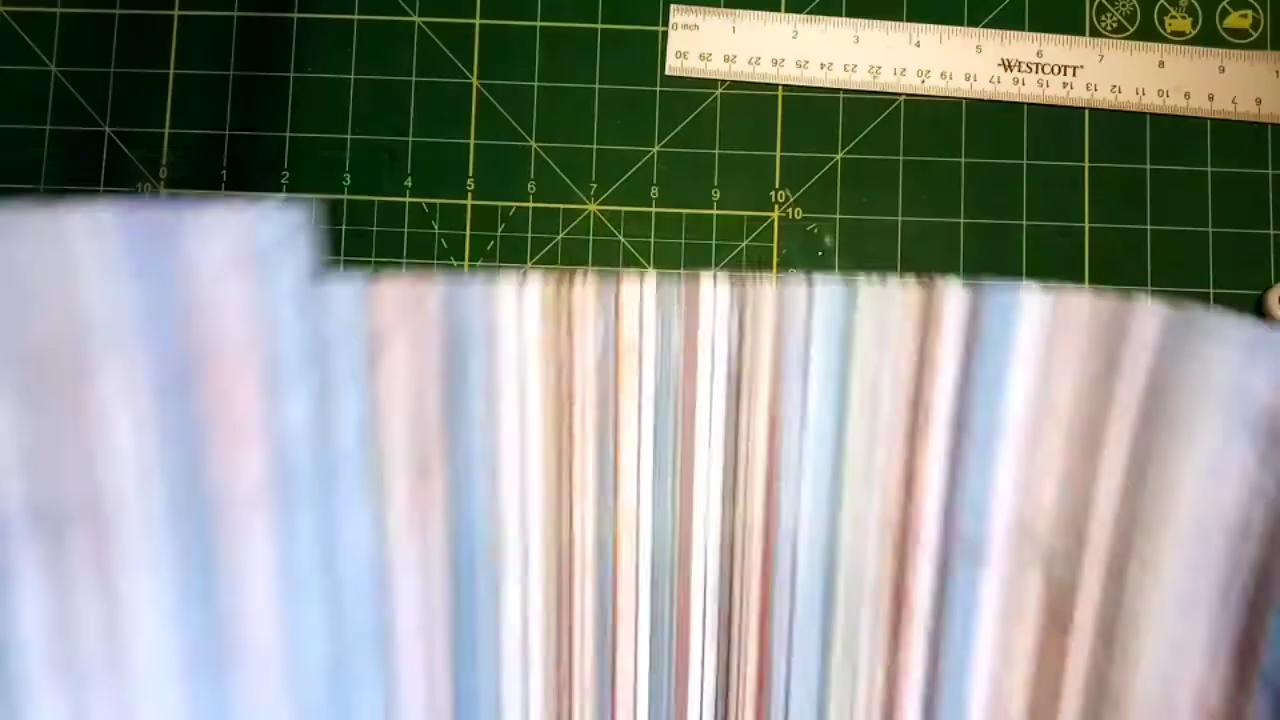 0 inch 1 2 3 4 5 6 7 8 9
WESTCOTT®
30 29 28 27 26 25 24 23 22 21 20 19 18 17 16 15 14 13 12 11 10 9 8 7 6
0 1 2 3 4 5 6 7 8 9 10
10
10